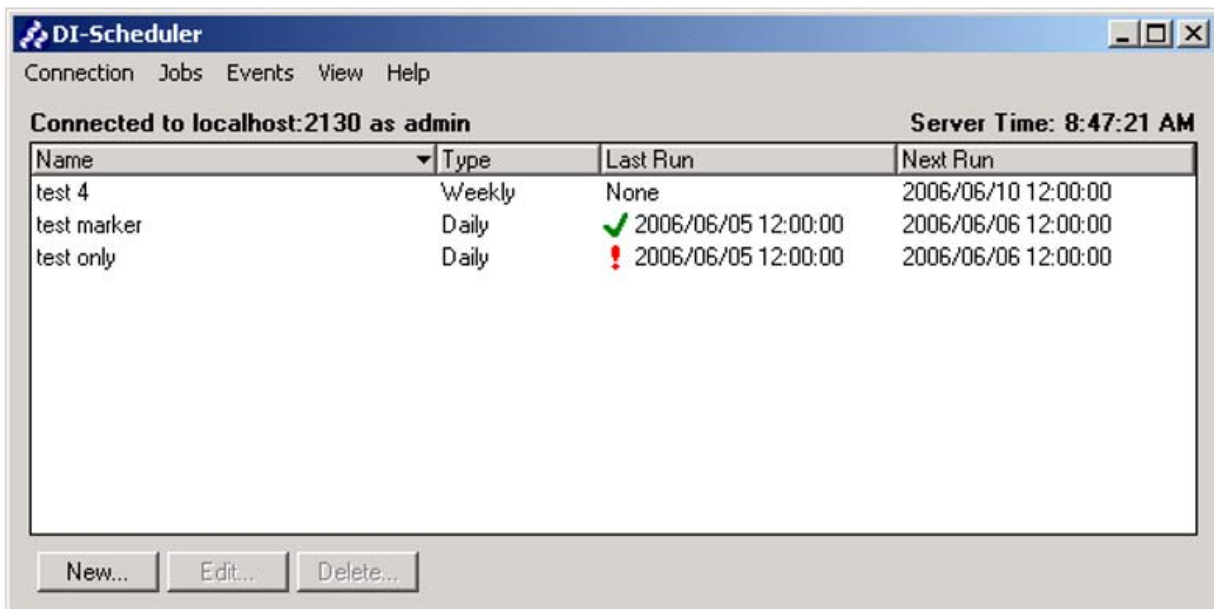 DI-Scheduler
Connection Jobs Events View Help
Connected to localhost:2130 as admin Server Time: 8:47:21 AM
Name Type Last Run Next Run
test 4 Weekly None 2006/06/10 12:00:00
test marker Daily 2006/06/05 12:00:00 2006/06/06 12:00:00
test only Daily 2006/06/05 12:00:00 2006/06/06 12:00:00
New... Edit... Delete...